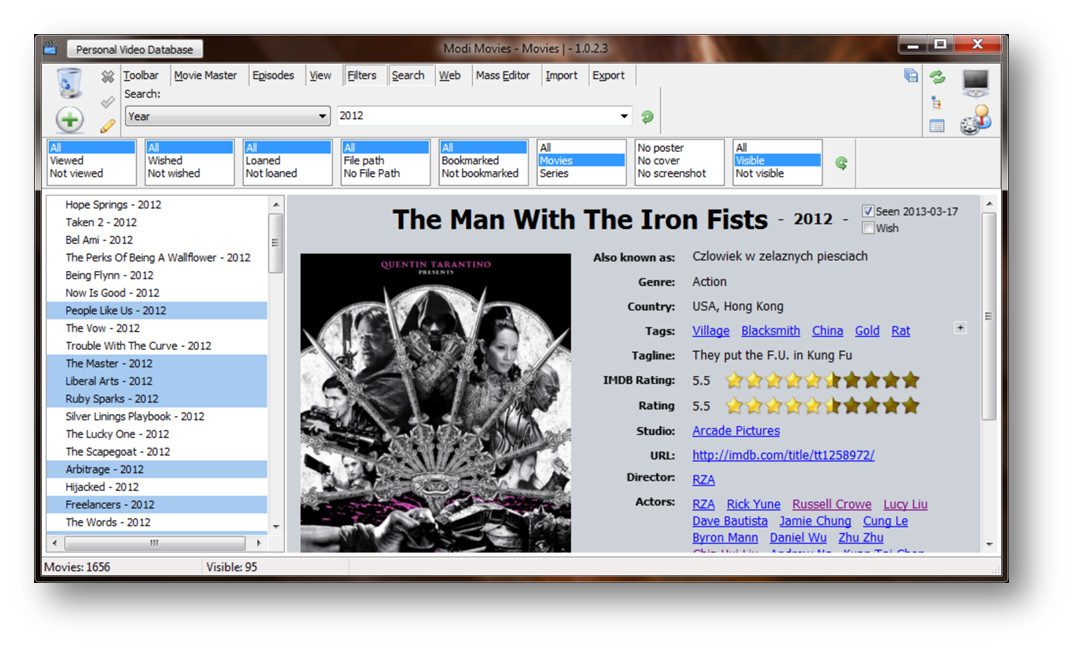 Personal Video Database
Modi Movies - Movies | - 1.0.2.3
Toolbar Movie Master Episodes View Filters Search Web Mass Editor Import Export
Search:
Year 2012
All All All All All All No poster All
Viewed Wished Loaned File path Bookmarked Movies No cover Visible
Not viewed Not wished Not loaned No File Path Not bookmarked Series No screenshot Not visible
Hope Springs - 2012
Taken 2 - 2012
Bel Ami - 2012
The Perks Of Being A Wallflower - 2012
Being Flynn - 2012
Now Is Good - 2012
People Like Us - 2012
The Vow - 2012
Trouble With The Curve - 2012
The Master - 2012
Liberal Arts - 2012
Ruby Sparks - 2012
Silver Linings Playbook - 2012
The Lucky One - 2012
The Scapegoat - 2012
Arbitrage - 2012
Hijacked - 2012
Freelancers - 2012
The Words - 2012
The Man With The Iron Fists - 2012 -
Seen 2013-03-17
Wish
QUENTIN TARANTINO
PRESENTS
Also known as: Czlowiek w zelaznych piesciach
Genre: Action
Country: USA, Hong Kong
Tags: Village Blacksmith China Gold Rat
Tagline: They put the F.U. in Kung Fu
IMDB Rating: 5.5
Rating 5.5
Studio: Arcade Pictures
URL: http://imdb.com/title/tt1258972/
Director: RZA
Actors: RZA Rick Yune Russell Crowe Lucy Liu
Dave Bautista Jamie Chung Cung Le
Byron Mann Daniel Wu Zhu Zhu
Movies: 1656 Visible: 95